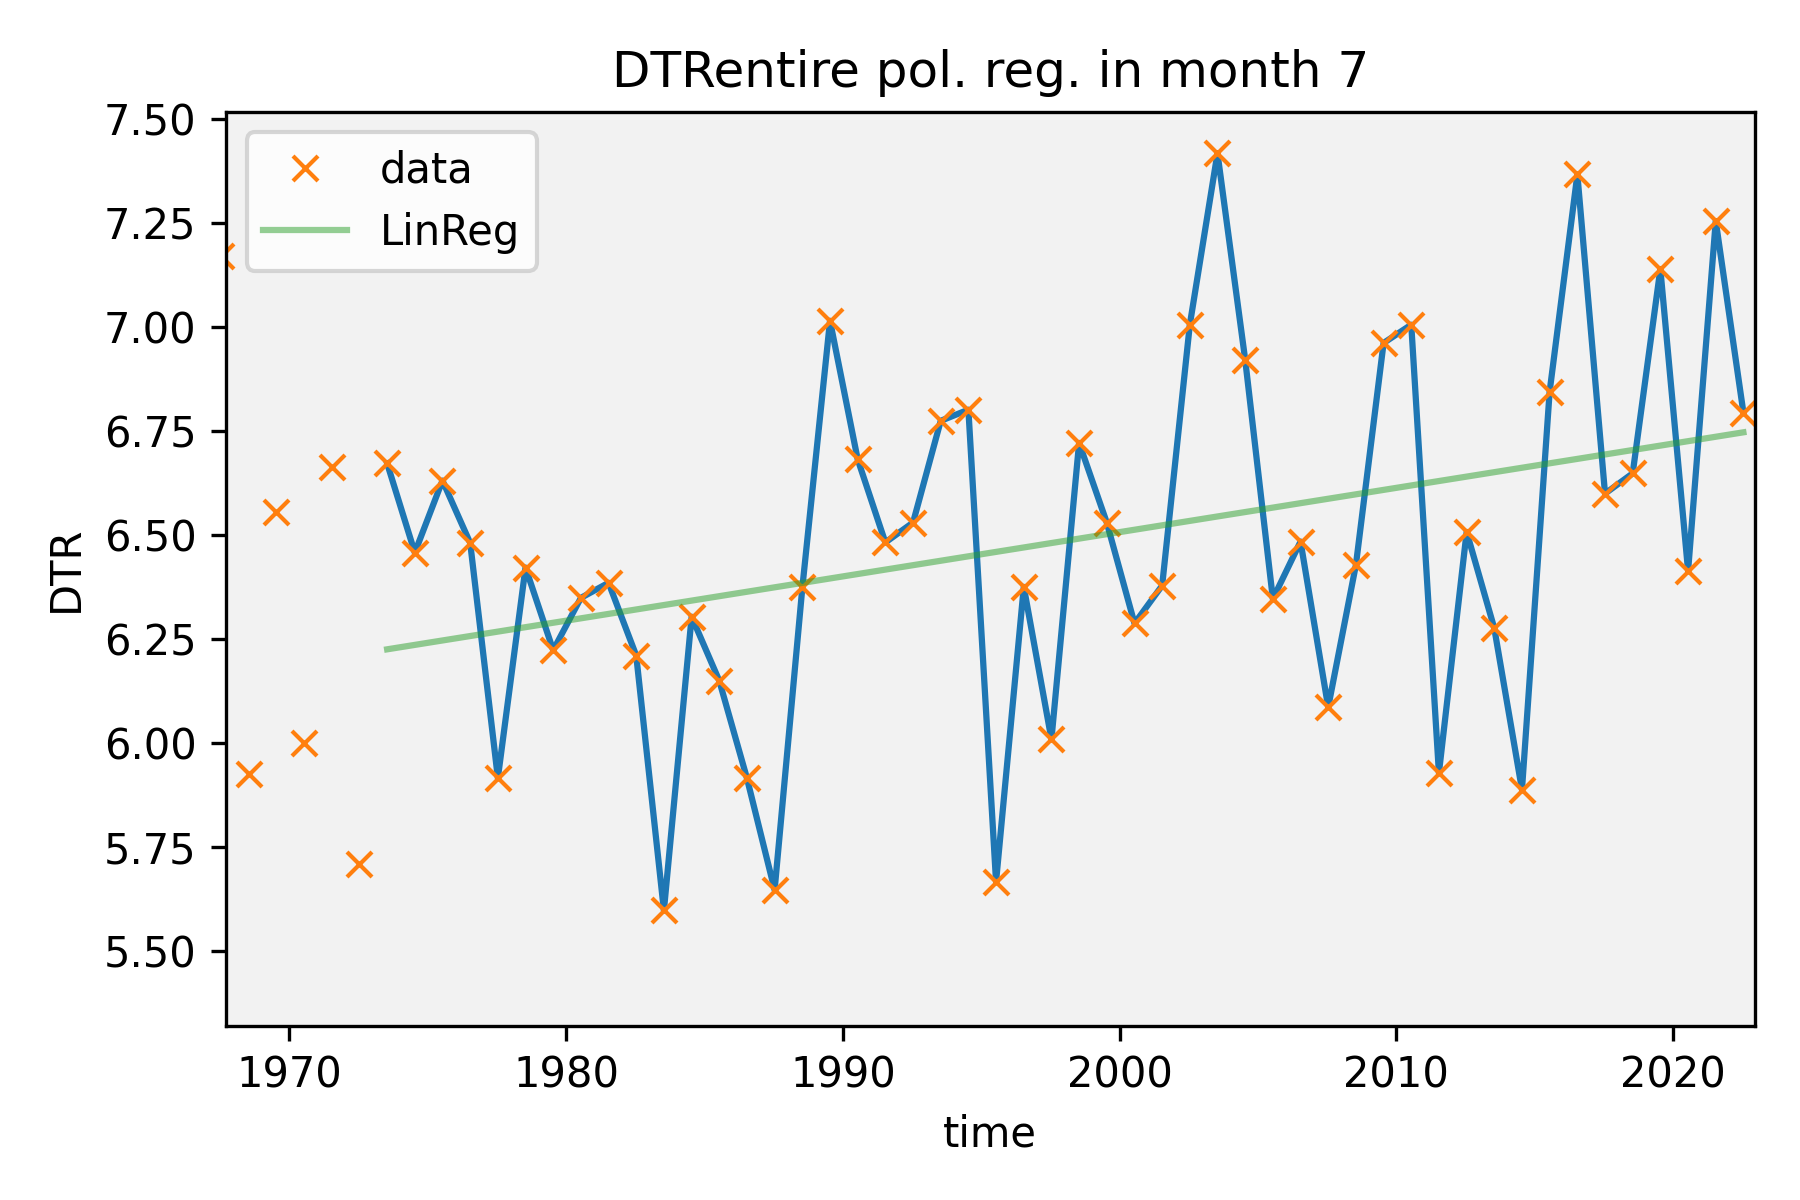 DTRentire pol. reg. in month 7
data
LinReg
7.50
7.25
7.00
6.75
6.50
6.25
6.00
5.75
5.50
DTR
1970 1980 1990 2000 2010 2020
time